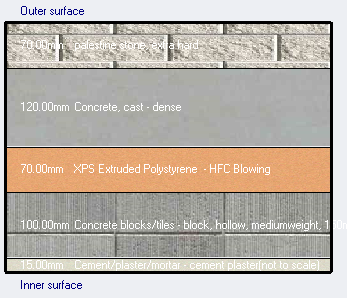 Outer surface
70.00mm palestine stone, extra hard
120.00mm Concrete, cast - dense
70.00mm XPS Extruded Polystyrene - HFC Blowing
100.00mm Concrete blocks/tiles - block, hollow, mediumweight,
15.00mm Cement/plaster/mortar - cement plaster(not to scale)
Inner surface